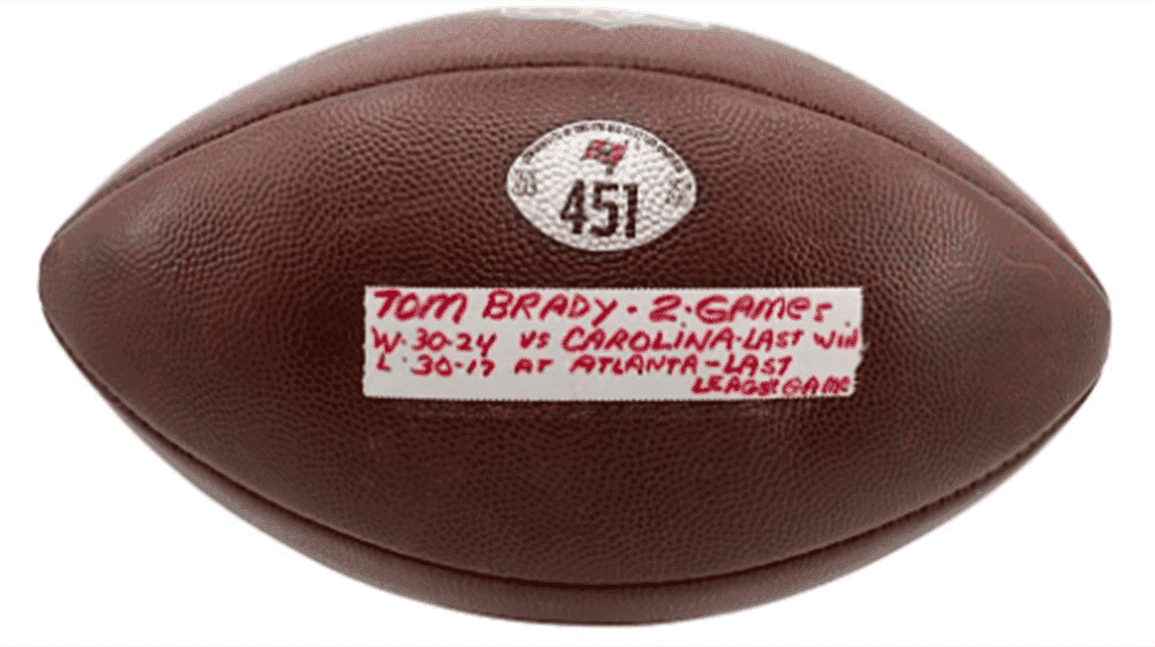 451
TOM BRADY · 2 · GAMES
W· 30-24 VS CAROLINA·LAST WIN
L · 30-17 AT ATLANTA-LAST
LEAGUE GAME